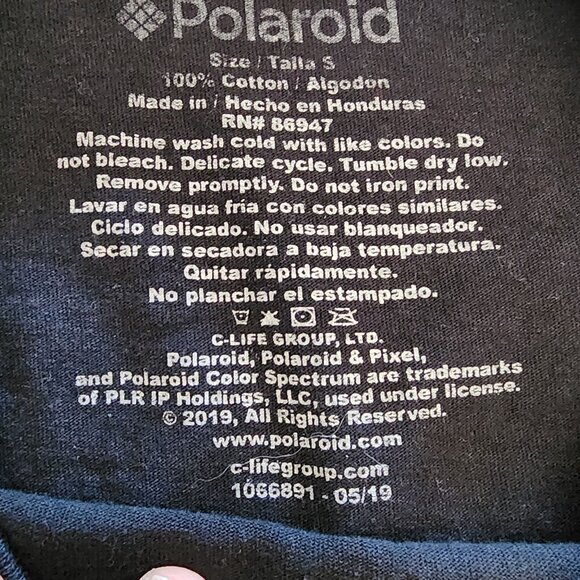 Polaroid
Size / Talla S
100% Cotton / Algodon
Made in / Hecho en Honduras
RN# 86947
Machine wash cold with like colors. Do
not bleach. Delicate cycle. Tumble dry low.
Remove promptly. Do not iron print.
Lavar en agua fría con colores similares.
Ciclo delicado. No usar blanqueador.
Secar en secadora a baja temperatura.
Quitar rápidamente.
No planchar el estampado.
C-LIFE GROUP, LTD.
Polaroid, Polaroid & Pixel,
and Polaroid Color Spectrum are trademarks
of PLR IP Holdings, LLC, used under license.
© 2019, All Rights Reserved.
www.polaroid.com
c-lifegroup.com
1066891 - 05/19